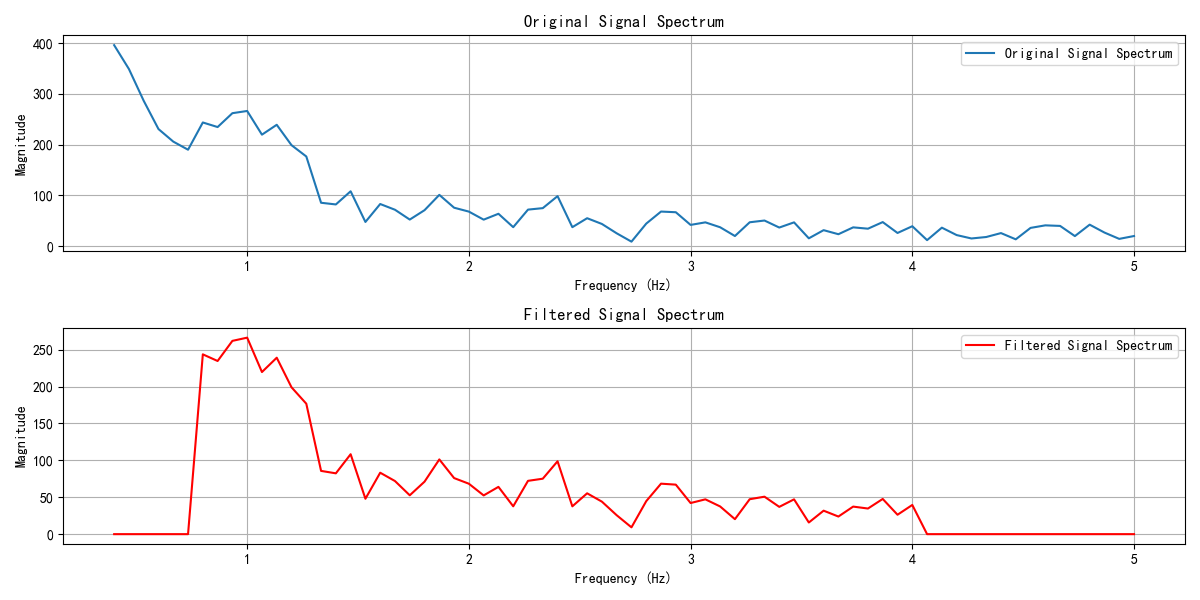 Original Signal Spectrum
Original Signal Spectrum
400
300
200
100
0
Magnitude
1 2 3 4 5
Frequency (Hz)
Filtered Signal Spectrum
Filtered Signal Spectrum
250
200
150
100
50
0
Magnitude
1 2 3 4 5
Frequency (Hz)